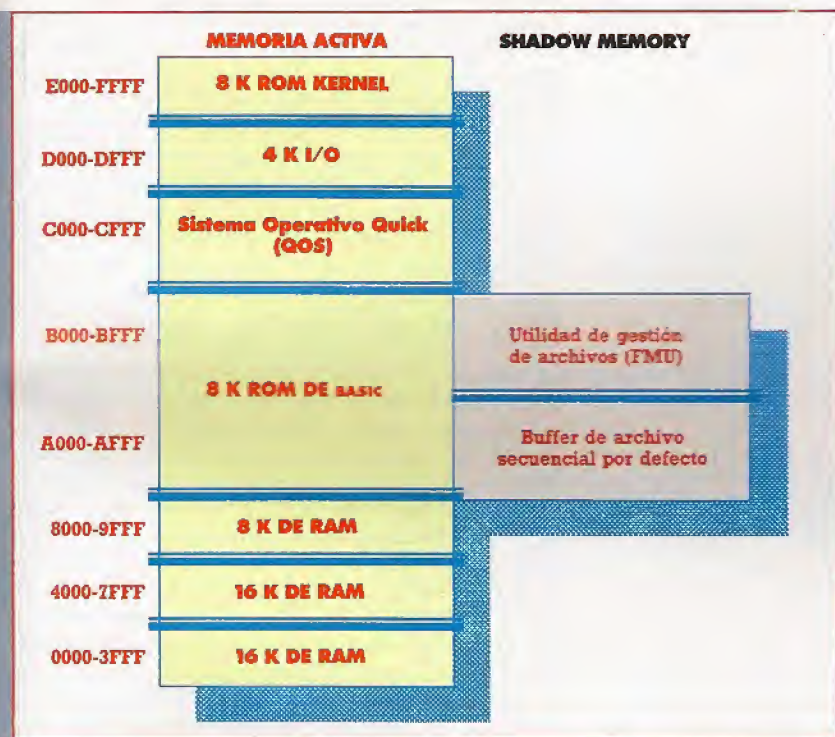 MEMORIA ACTIVA
SHADOW MEMORY
E000-FFFF
8 K ROM KERNEL
D000-DFFF
4 K I/O
C000-CFFF
Sistema Operativo Quick
(QOS)
B000-BFFF
Utilidad de gestión
de archivos (FMU)
8 K ROM DE BASIC
A000-AFFF
Buffer de archivo
secuencial por defecto
8000-9FFF
8 K DE RAM
4000-7FFF
16 K DE RAM
0000-3FFF
16 K DE RAM